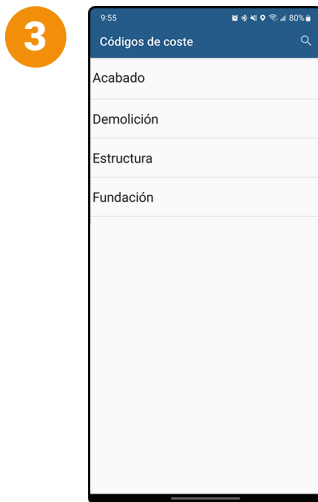 3
9:55
80%
Códigos de coste
Acabado
Demolición
Estructura
Fundación